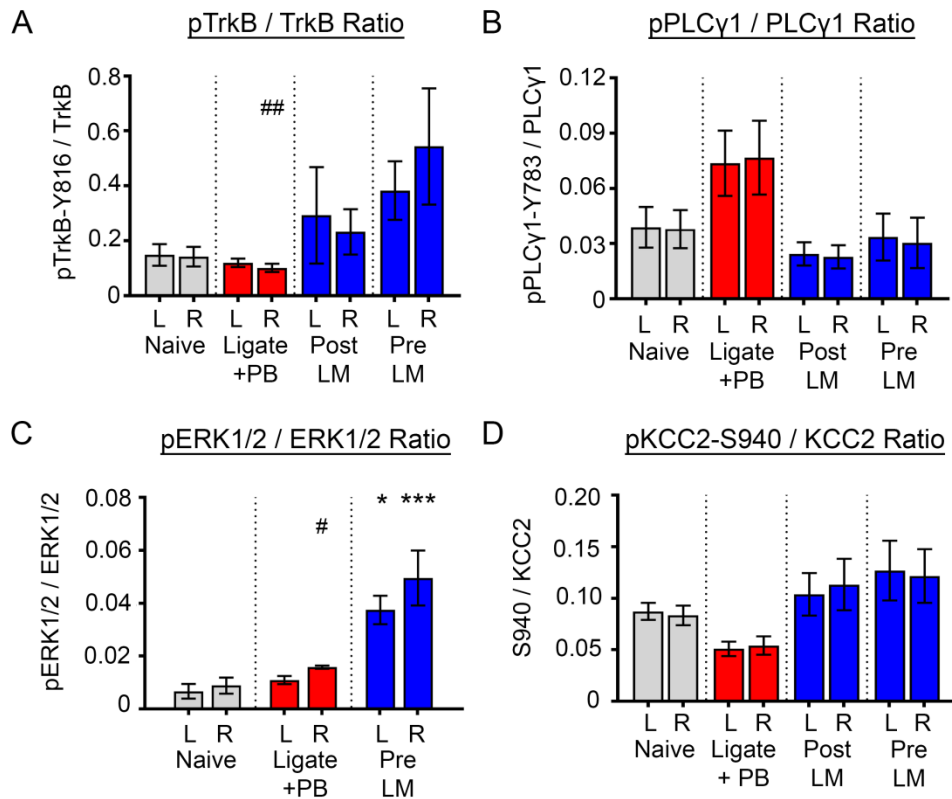 A
pTrkB / TrkB Ratio
pTrkB-Y816 / TrkB
0.8
0.6
0.4
0.2
0
##
L R L R L R L R
Naive Ligate Post Pre
+PB LM LM
B
pPLCγ1 / PLCγ1 Ratio
pPLCγ1-Y783 / PLCγ1
0.12
0.09
0.06
0.03
0
L R L R L R L R
Naive Ligate Post Pre
+PB LM LM
C
pERK1/2 / ERK1/2 Ratio
pERK1/2 / ERK1/2
0.08
0.06
0.04
0.02
0
# * ***
L R L R L R
Naive Ligate Pre
+PB LM
D
pKCC2-S940 / KCC2 Ratio
S940 / KCC2
0.20
0.15
0.10
0.05
0
L R L R L R L R
Naive Ligate Post Pre
+ PB LM LM